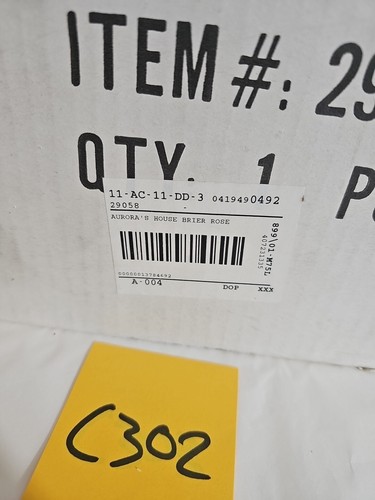 ITEM #: 29
QTY. 1 P
11-AC-11-DD-3 0419490492
29058 -
AURORA'S HOUSE BRIER ROSE
A-004 DOP XXX
C302